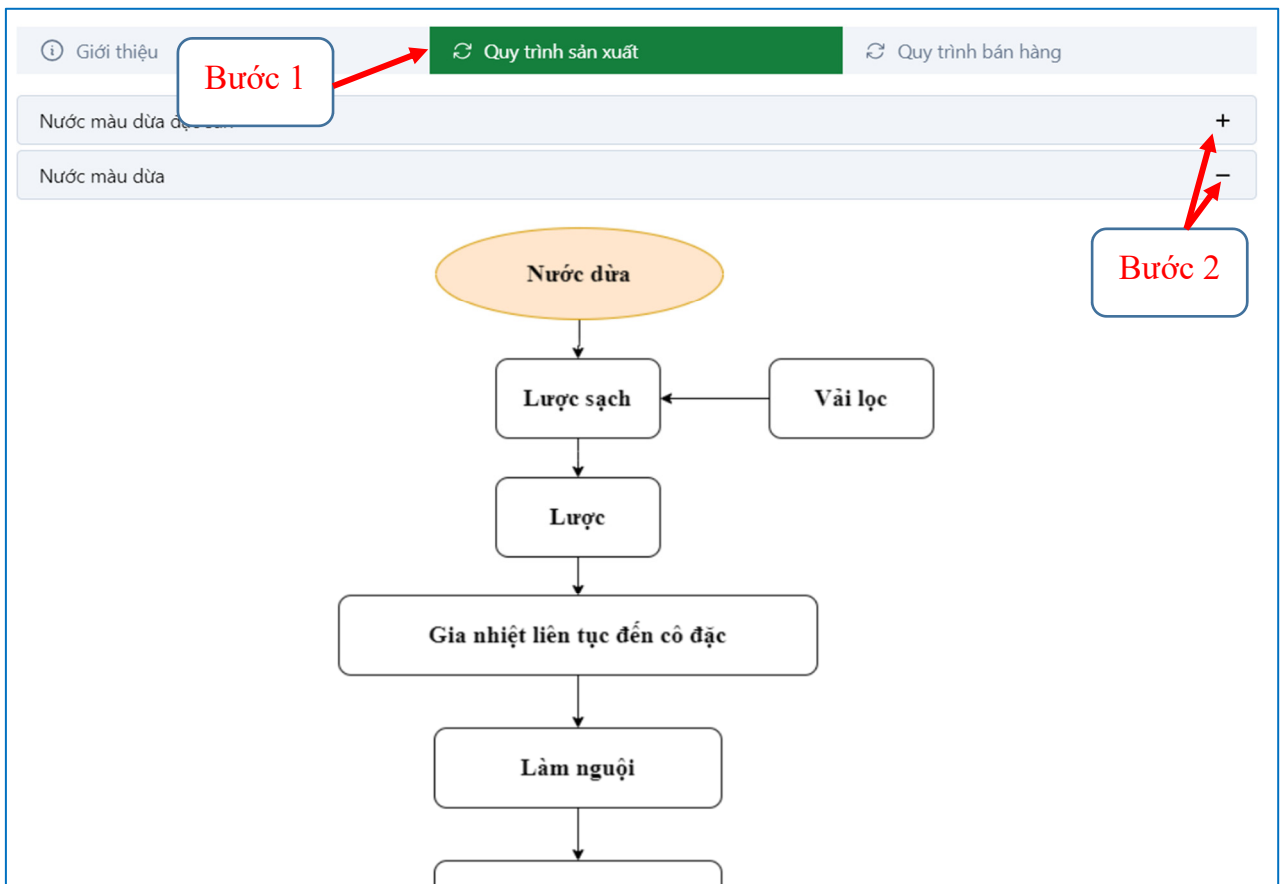 Giới thiệu
Quy trình sản xuất
Quy trình bán hàng
Bước 1
Nước màu dừa
Nước màu dừa
Bước 2
Nước dừa
Lược sạch
Vải lọc
Lược
Gia nhiệt liên tục đến cô đặc
Làm nguội